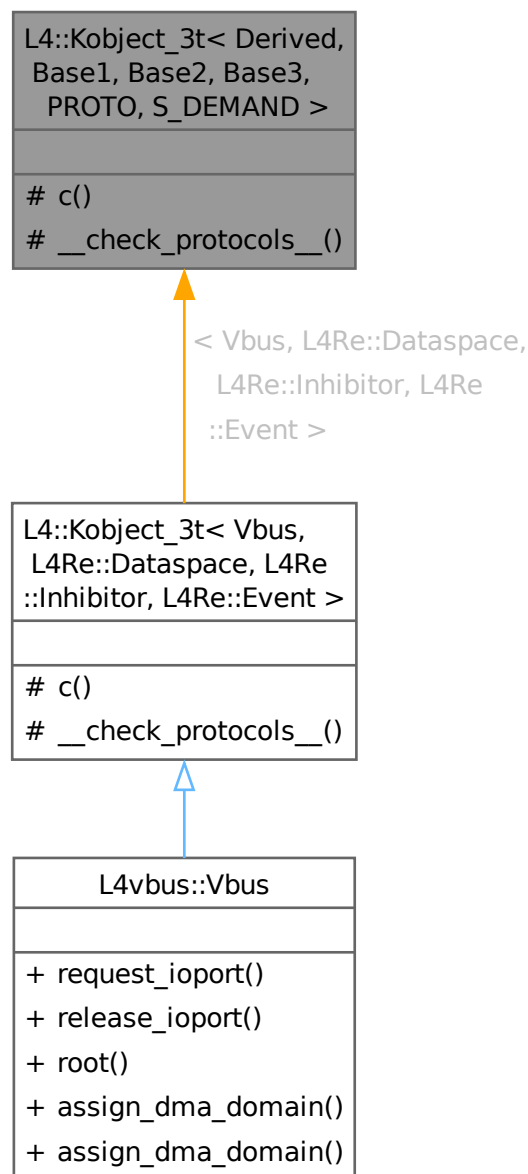 L4::Kobject_3t< Derived,
Base1, Base2, Base3,
PROTO, S_DEMAND >
# c()
# __check_protocols__()
< Vbus, L4Re::Dataspace,
L4Re::Inhibitor, L4Re
::Event >
L4::Kobject_3t< Vbus,
L4Re::Dataspace, L4Re
::Inhibitor, L4Re::Event >
# c()
# __check_protocols__()
L4vbus::Vbus
+ request_ioport()
+ release_ioport()
+ root()
+ assign_dma_domain()
+ assign_dma_domain()